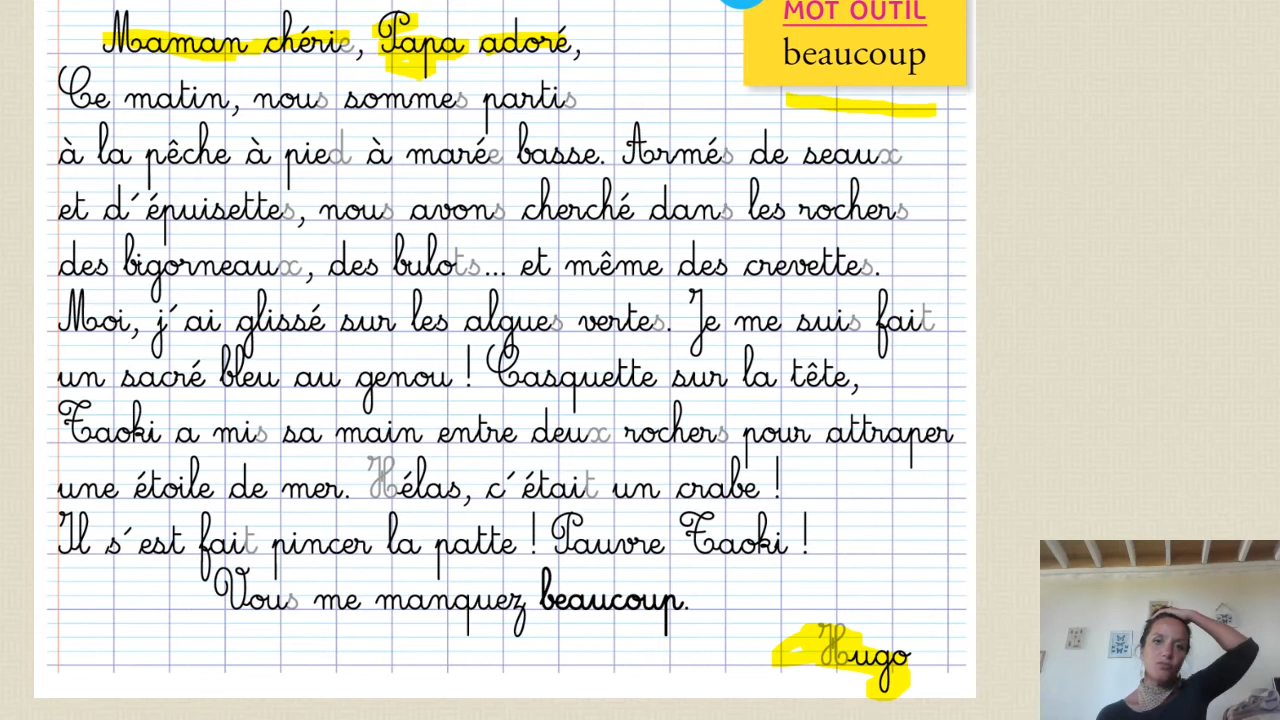 MOT OUTIL
beaucoup
Maman chérie, Papa adoré,
Ce matin, nous sommes partis
à la pêche à pied à marée basse. Armés de seaux
et d'épuisettes, nous avons cherché dans les rochers
des bigorneaux, des bulots... et même des crevettes.
Moi, j'ai glissé sur les algues vertes. Je me suis fait
un sacré bleu au genou ! Casquette sur la tête,
Taoki a mis sa main entre deux rochers pour attraper
une étoile de mer. Hélas, c'était un crabe !
Il s'est fait pincer la patte ! Pauvre Taoki !
Vous me manquez beaucoup.
Hugo